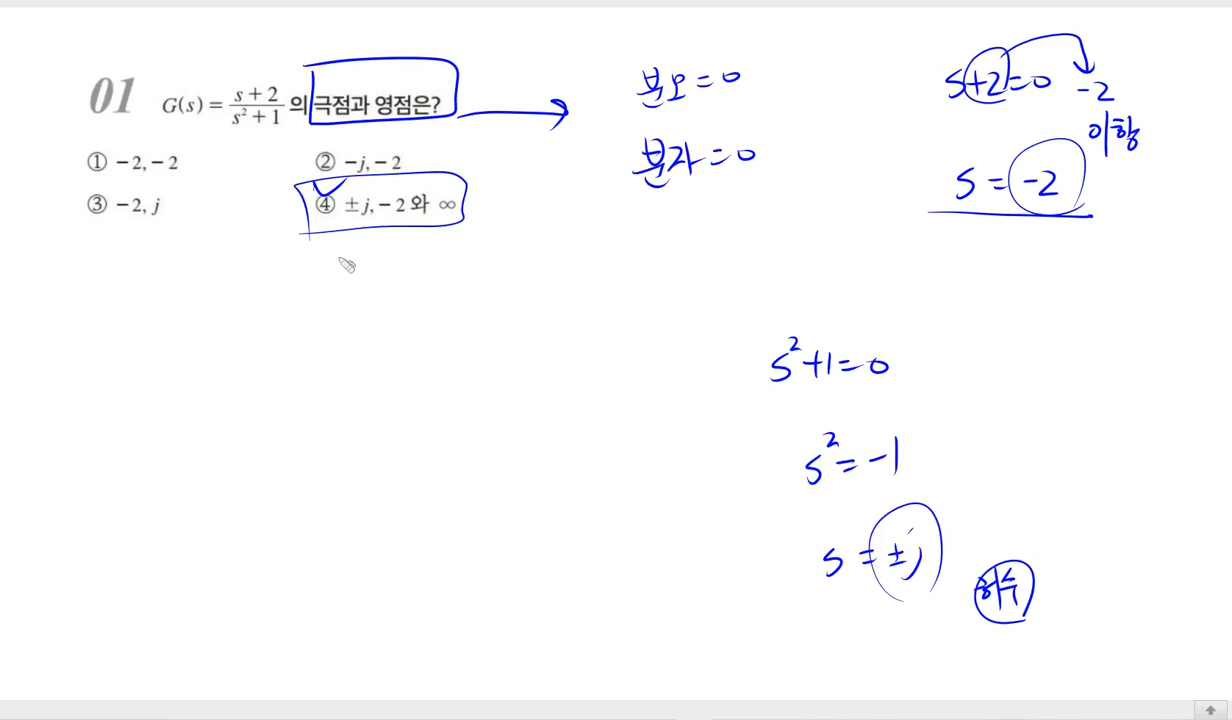 01 G(s) = (s+2)/(s²+1) 의 극점과 영점은?
① −2, −2
② −j, −2
③ −2, j
④ ±j, −2 와 ∞
분모=0
분자=0
s+2=0
-2
이항
s = -2
s²+1=0
s² = -1
s = ±j
허수